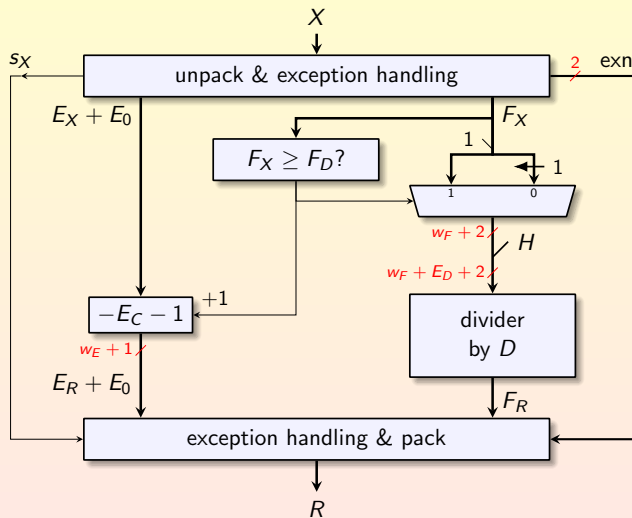 X
s_X
unpack & exception handling
2
exn
E_X + E_0
F_X
1
F_X ≥ F_D?
1
1
0
w_F + 2
H
w_F + E_D + 2
+1
−E_C − 1
divider
by D
w_E + 1
E_R + E_0
F_R
exception handling & pack
R